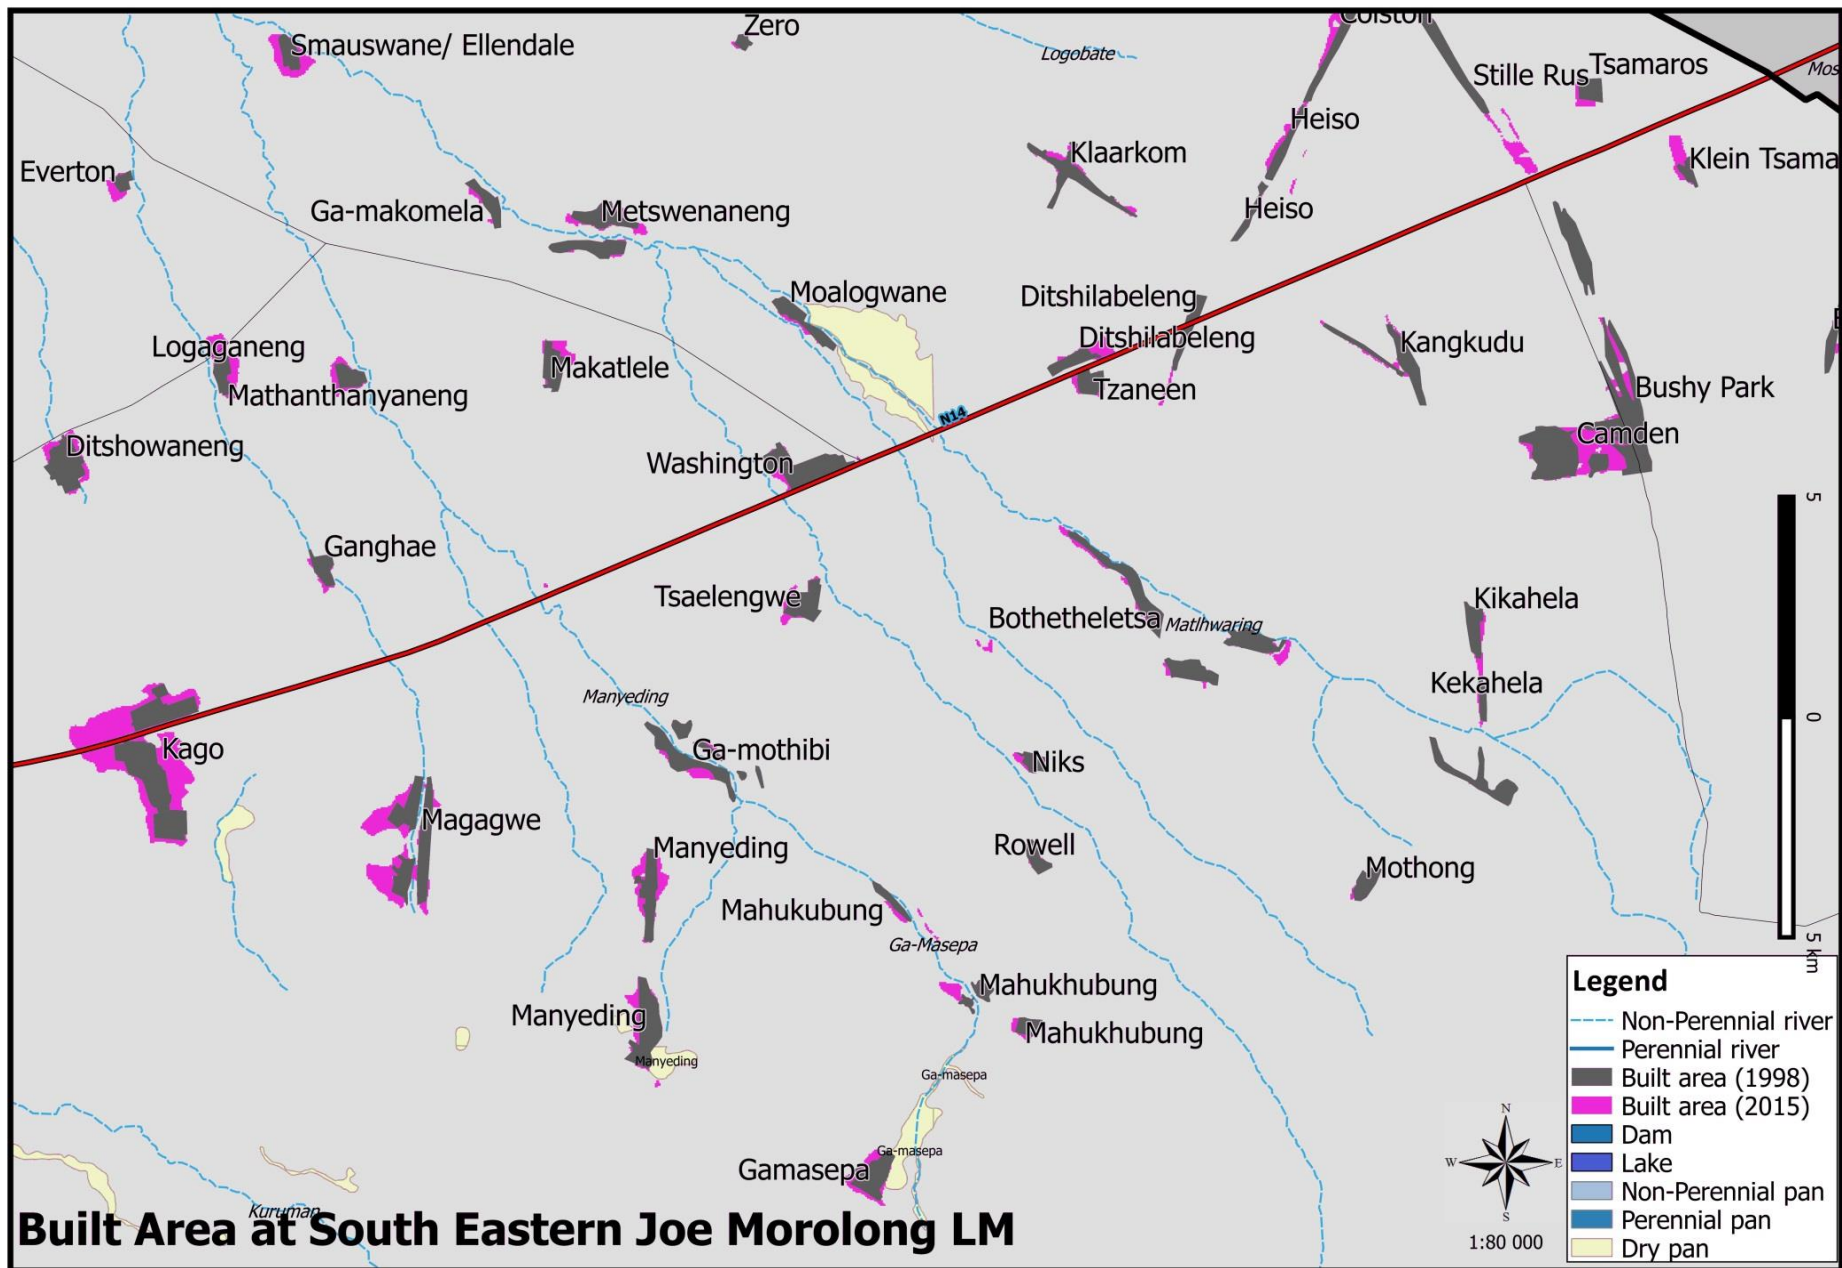 Zero
Colston
Smauswane/ Ellendale
Logobate
Stille Rus
Tsamaros
Mos
Heiso
Klaarkom
Klein Tsama
Everton
Ga-makomela
Metswenaneng
Heiso
Moalogwane
Ditshilabeleng
Logaganeng
Ditshilabeleng
Kangkudu
Makatlele
Mathanthanyaneng
Tzaneen
Bushy Park
N14
Camden
Ditshowaneng
Washington
5
Ganghae
Tsaelengwe
Kikahela
Bothetheletsa
Matlhwaring
Kekahela
Manyeding
0
Kago
Ga-mothibi
Niks
Magagwe
Manyeding
Rowell
Mothong
Mahukubung
Ga-Masepa
5 km
Mahukhubung
Manyeding
Mahukhubung
Manyeding
Ga-masepa
Ga-masepa
Gamasepa
Kuruman
Built Area at South Eastern Joe Morolong LM
N
W
E
S
1:80 000
Legend
Non-Perennial river
Perennial river
Built area (1998)
Built area (2015)
Dam
Lake
Non-Perennial pan
Perennial pan
Dry pan